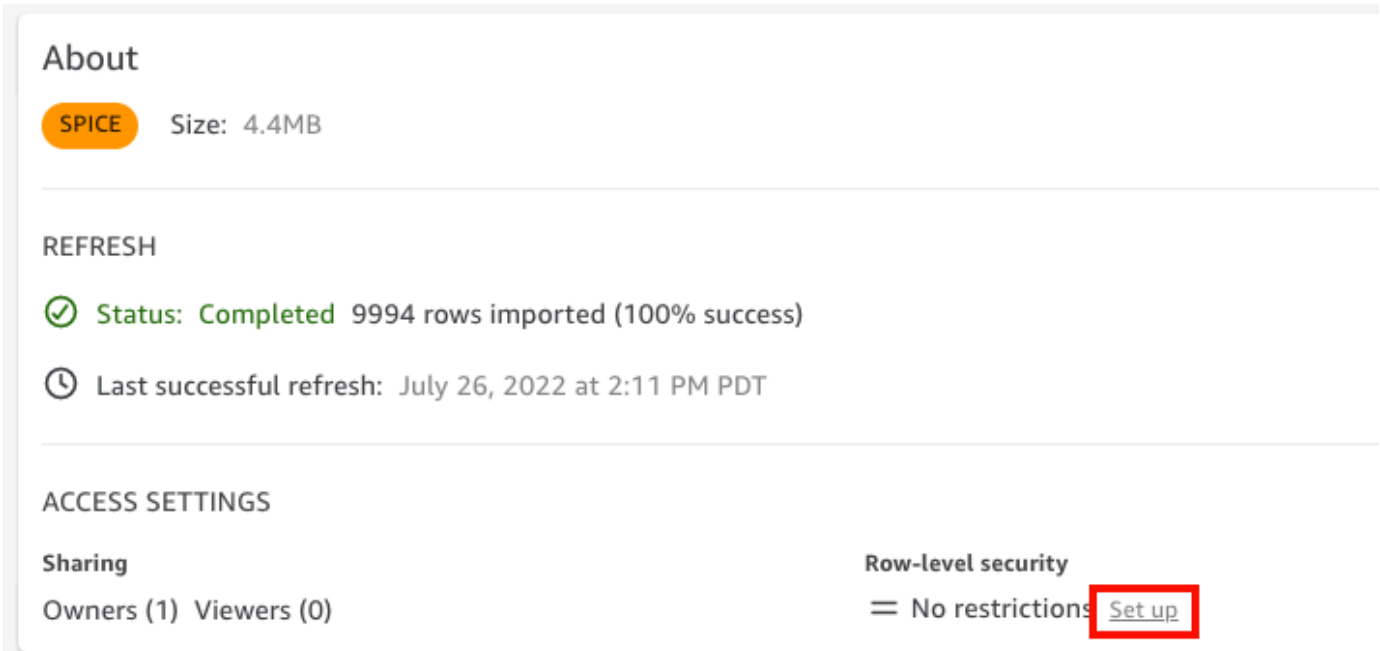 About
SPICE Size: 4.4MB
REFRESH
Status: Completed 9994 rows imported (100% success)
Last successful refresh: July 26, 2022 at 2:11 PM PDT
ACCESS SETTINGS
Sharing
Owners (1) Viewers (0)
Row-level security
No restrictions Set up